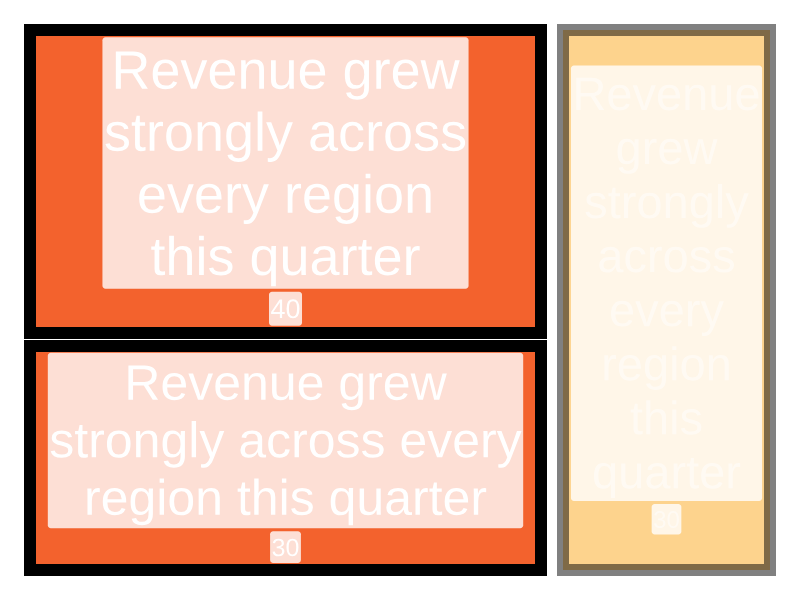 Revenue grew
strongly across
every region
this quarter
40
Revenue grew
strongly across every
region this quarter
30
Revenue
grew
strongly
across
every
region
this
quarter
30